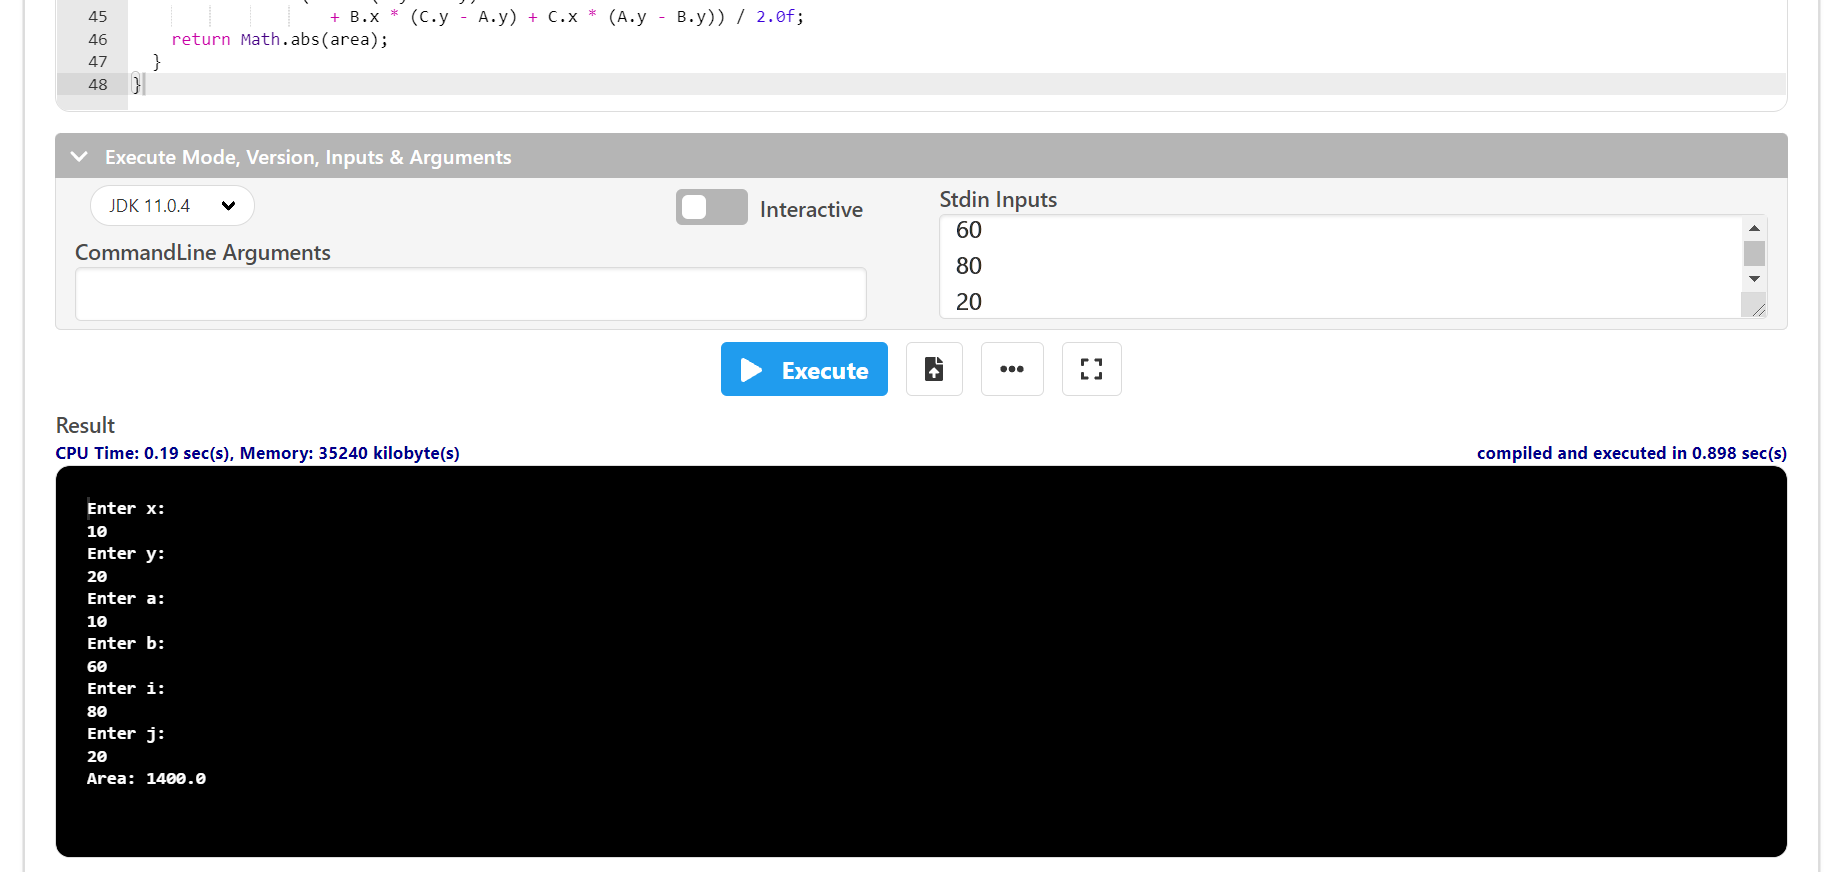 45 + B.x * (C.y - A.y) + C.x * (A.y - B.y)) / 2.0f;
46 return Math.abs(area);
47 }
48 }
Execute Mode, Version, Inputs & Arguments
JDK 11.0.4
Interactive
Stdin Inputs
60
80
20
CommandLine Arguments
Execute
Result
CPU Time: 0.19 sec(s), Memory: 35240 kilobyte(s)
compiled and executed in 0.898 sec(s)
Enter x:
10
Enter y:
20
Enter a:
10
Enter b:
60
Enter i:
80
Enter j:
20
Area: 1400.0